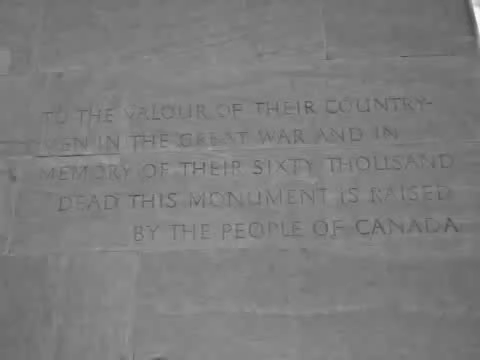 TO THE VALOUR OF THEIR COUNTRY-
MEN IN THE GREAT WAR AND IN
MEMORY OF THEIR SIXTY THOUSAND
DEAD THIS MONUMENT IS RAISED
BY THE PEOPLE OF CANADA